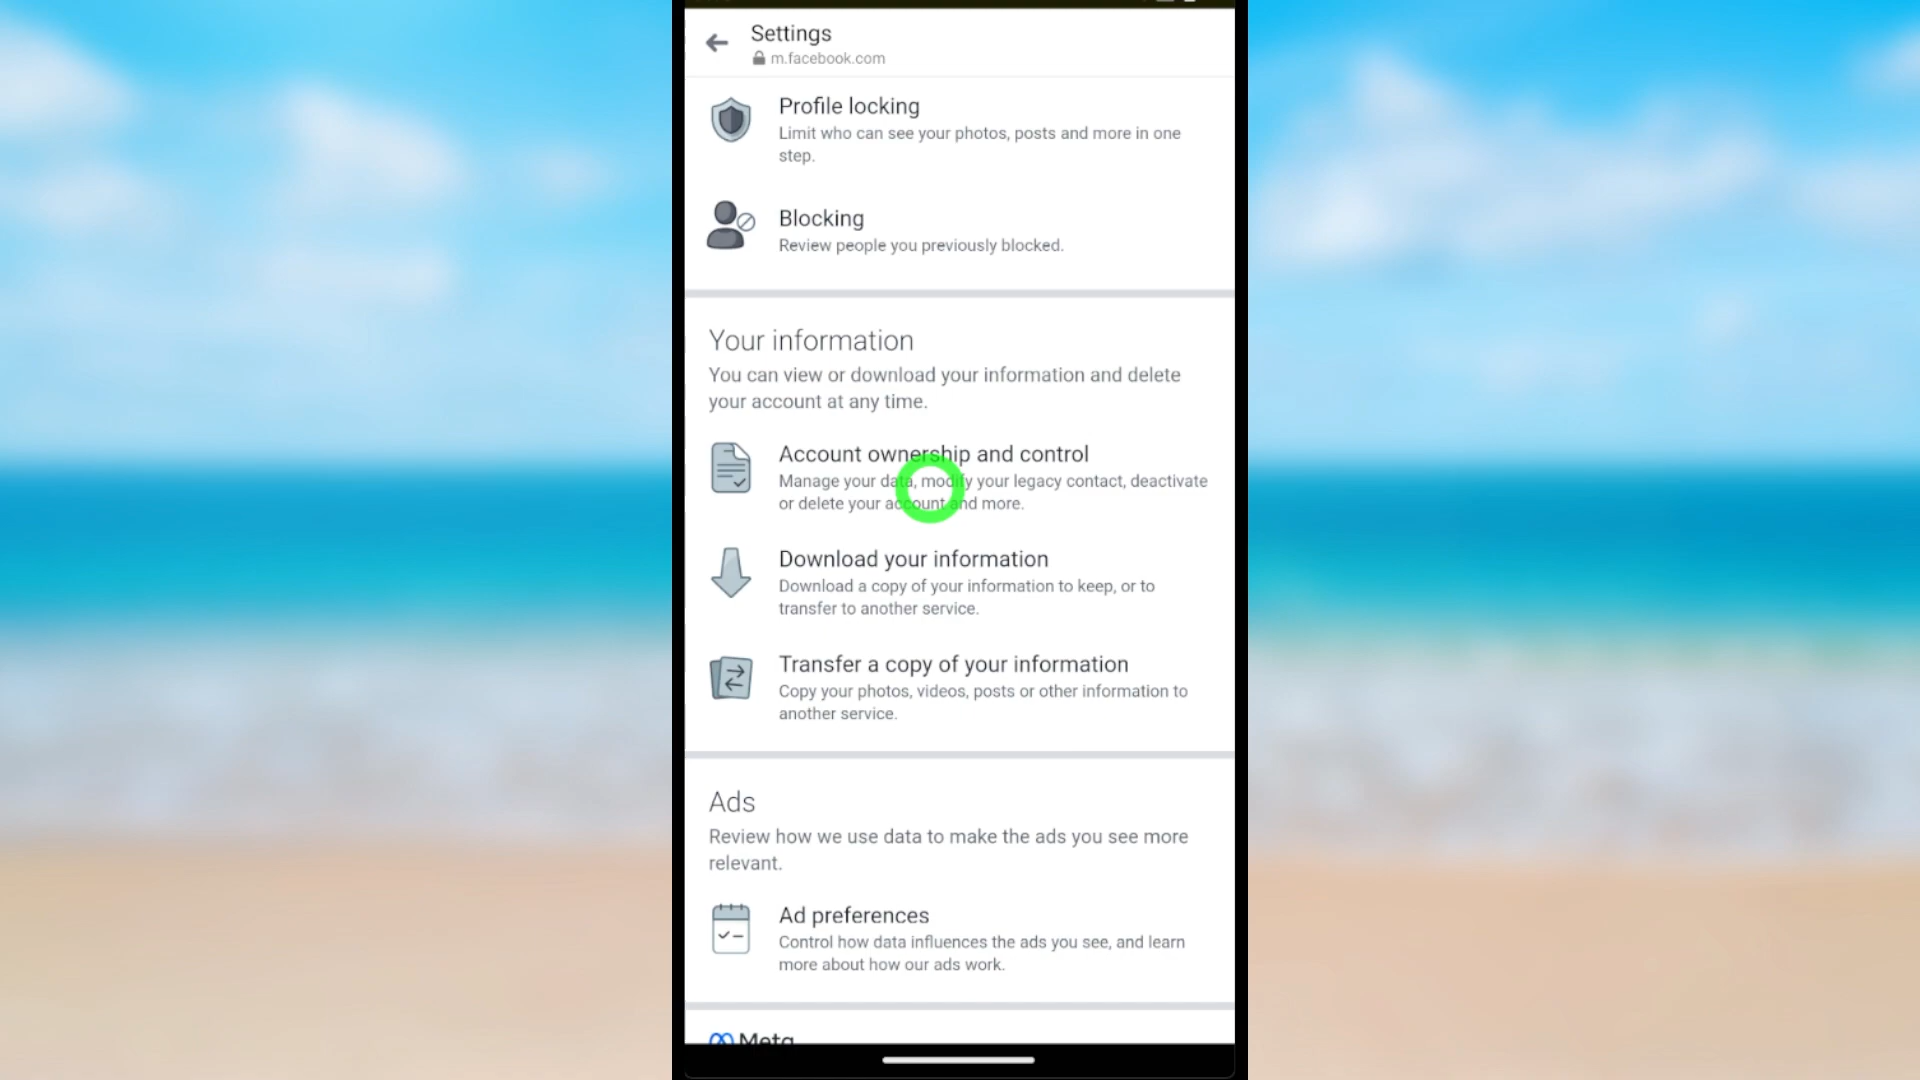 Settings
m.facebook.com
Profile locking
Limit who can see your photos, posts and more in one
step.
Blocking
Review people you previously blocked.
Your information
You can view or download your information and delete
your account at any time.
Account ownership and control
Manage your data, modify your legacy contact, deactivate
or delete your account and more.
Download your information
Download a copy of your information to keep, or to
transfer to another service.
Transfer a copy of your information
Copy your photos, videos, posts or other information to
another service.
Ads
Review how we use data to make the ads you see more
relevant.
Ad preferences
Control how data influences the ads you see, and learn
more about how our ads work.
Meta